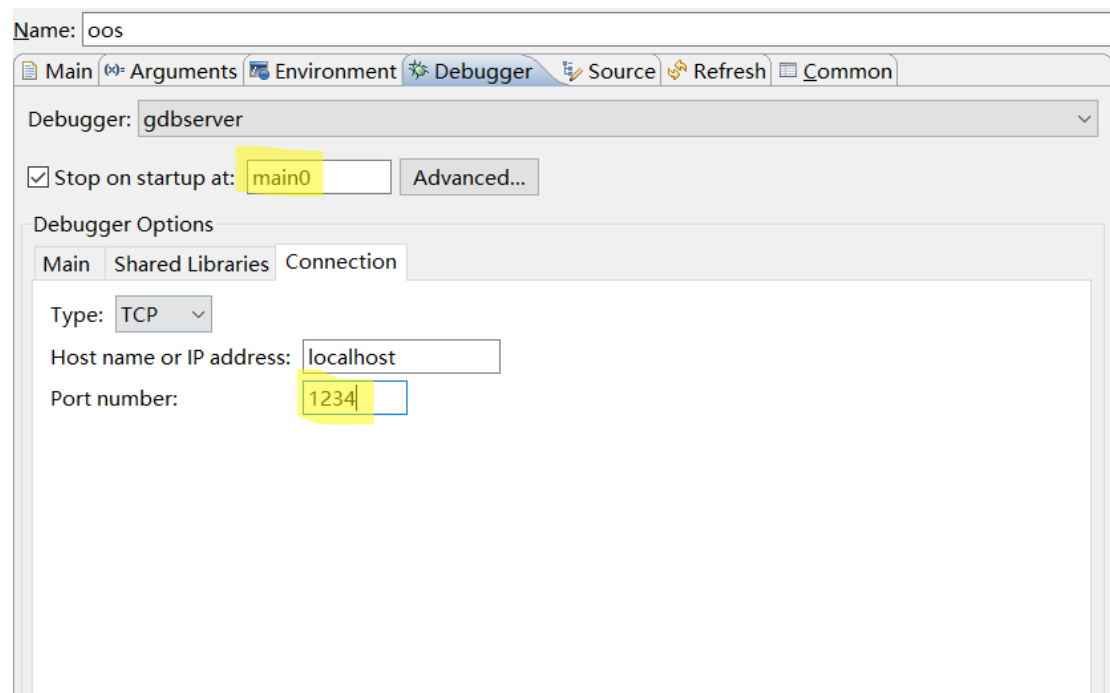 Name: oos
Main (x)= Arguments Environment Debugger Source Refresh Common
Debugger: gdbserver
Stop on startup at: main0 Advanced...
Debugger Options
Main Shared Libraries Connection
Type: TCP
Host name or IP address: localhost
Port number: 1234